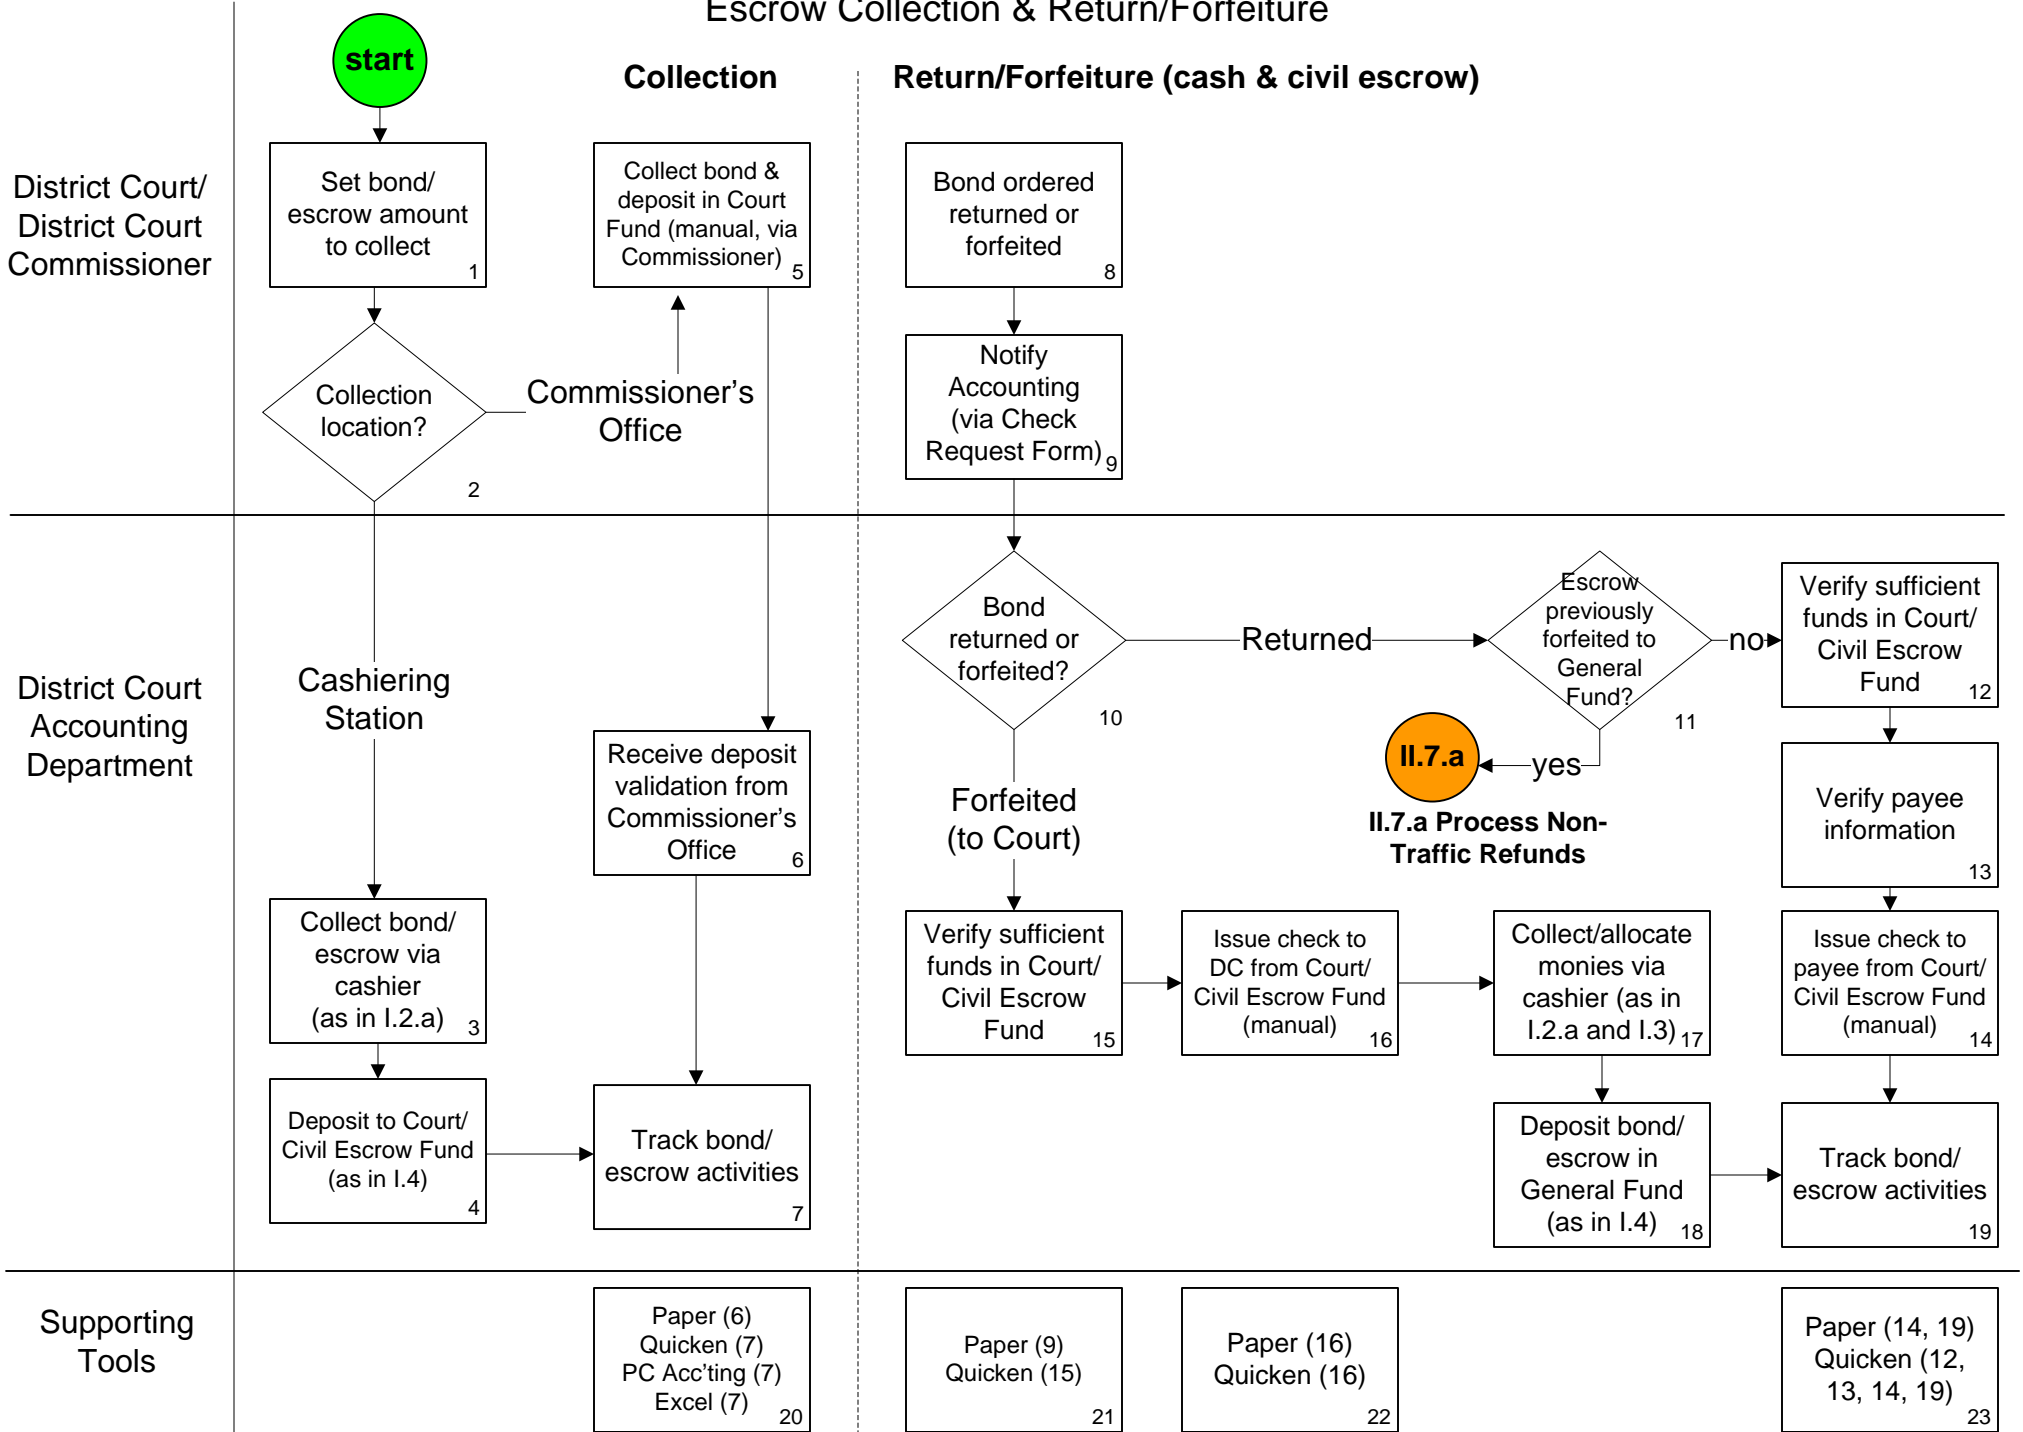 Escrow Collection & Return/Forfeiture
start
Collection
Return/Forfeiture (cash & civil escrow)
District Court/
District Court
Commissioner
Set bond/
escrow amount
to collect
1
Collection
location?
2
Commissioner's
Office
Collect bond &
deposit in Court
Fund (manual, via
Commissioner)
5
Bond ordered
returned or
forfeited
8
Notify
Accounting
(via Check
Request Form)
9
District Court
Accounting
Department
Cashiering
Station
Collect bond/
escrow via
cashier
(as in I.2.a)
3
Deposit to Court/
Civil Escrow Fund
(as in I.4)
4
Receive deposit
validation from
Commissioner's
Office
6
Track bond/
escrow activities
7
Bond
returned or
forfeited?
10
Returned
Escrow
previously
forfeited to
General
Fund?
11
no
yes
II.7.a
II.7.a Process Non-
Traffic Refunds
Verify sufficient
funds in Court/
Civil Escrow
Fund
12
Verify payee
information
13
Issue check to
payee from Court/
Civil Escrow Fund
(manual)
14
Forfeited
(to Court)
Verify sufficient
funds in Court/
Civil Escrow
Fund
15
Issue check to
DC from Court/
Civil Escrow Fund
(manual)
16
Collect/allocate
monies via
cashier (as in
I.2.a and I.3)
17
Deposit bond/
escrow in
General Fund
(as in I.4)
18
Track bond/
escrow activities
19
Supporting
Tools
Paper (6)
Quicken (7)
PC Acc'ting (7)
Excel (7)
20
Paper (9)
Quicken (15)
21
Paper (16)
Quicken (16)
22
Paper (14, 19)
Quicken (12,
13, 14, 19)
23